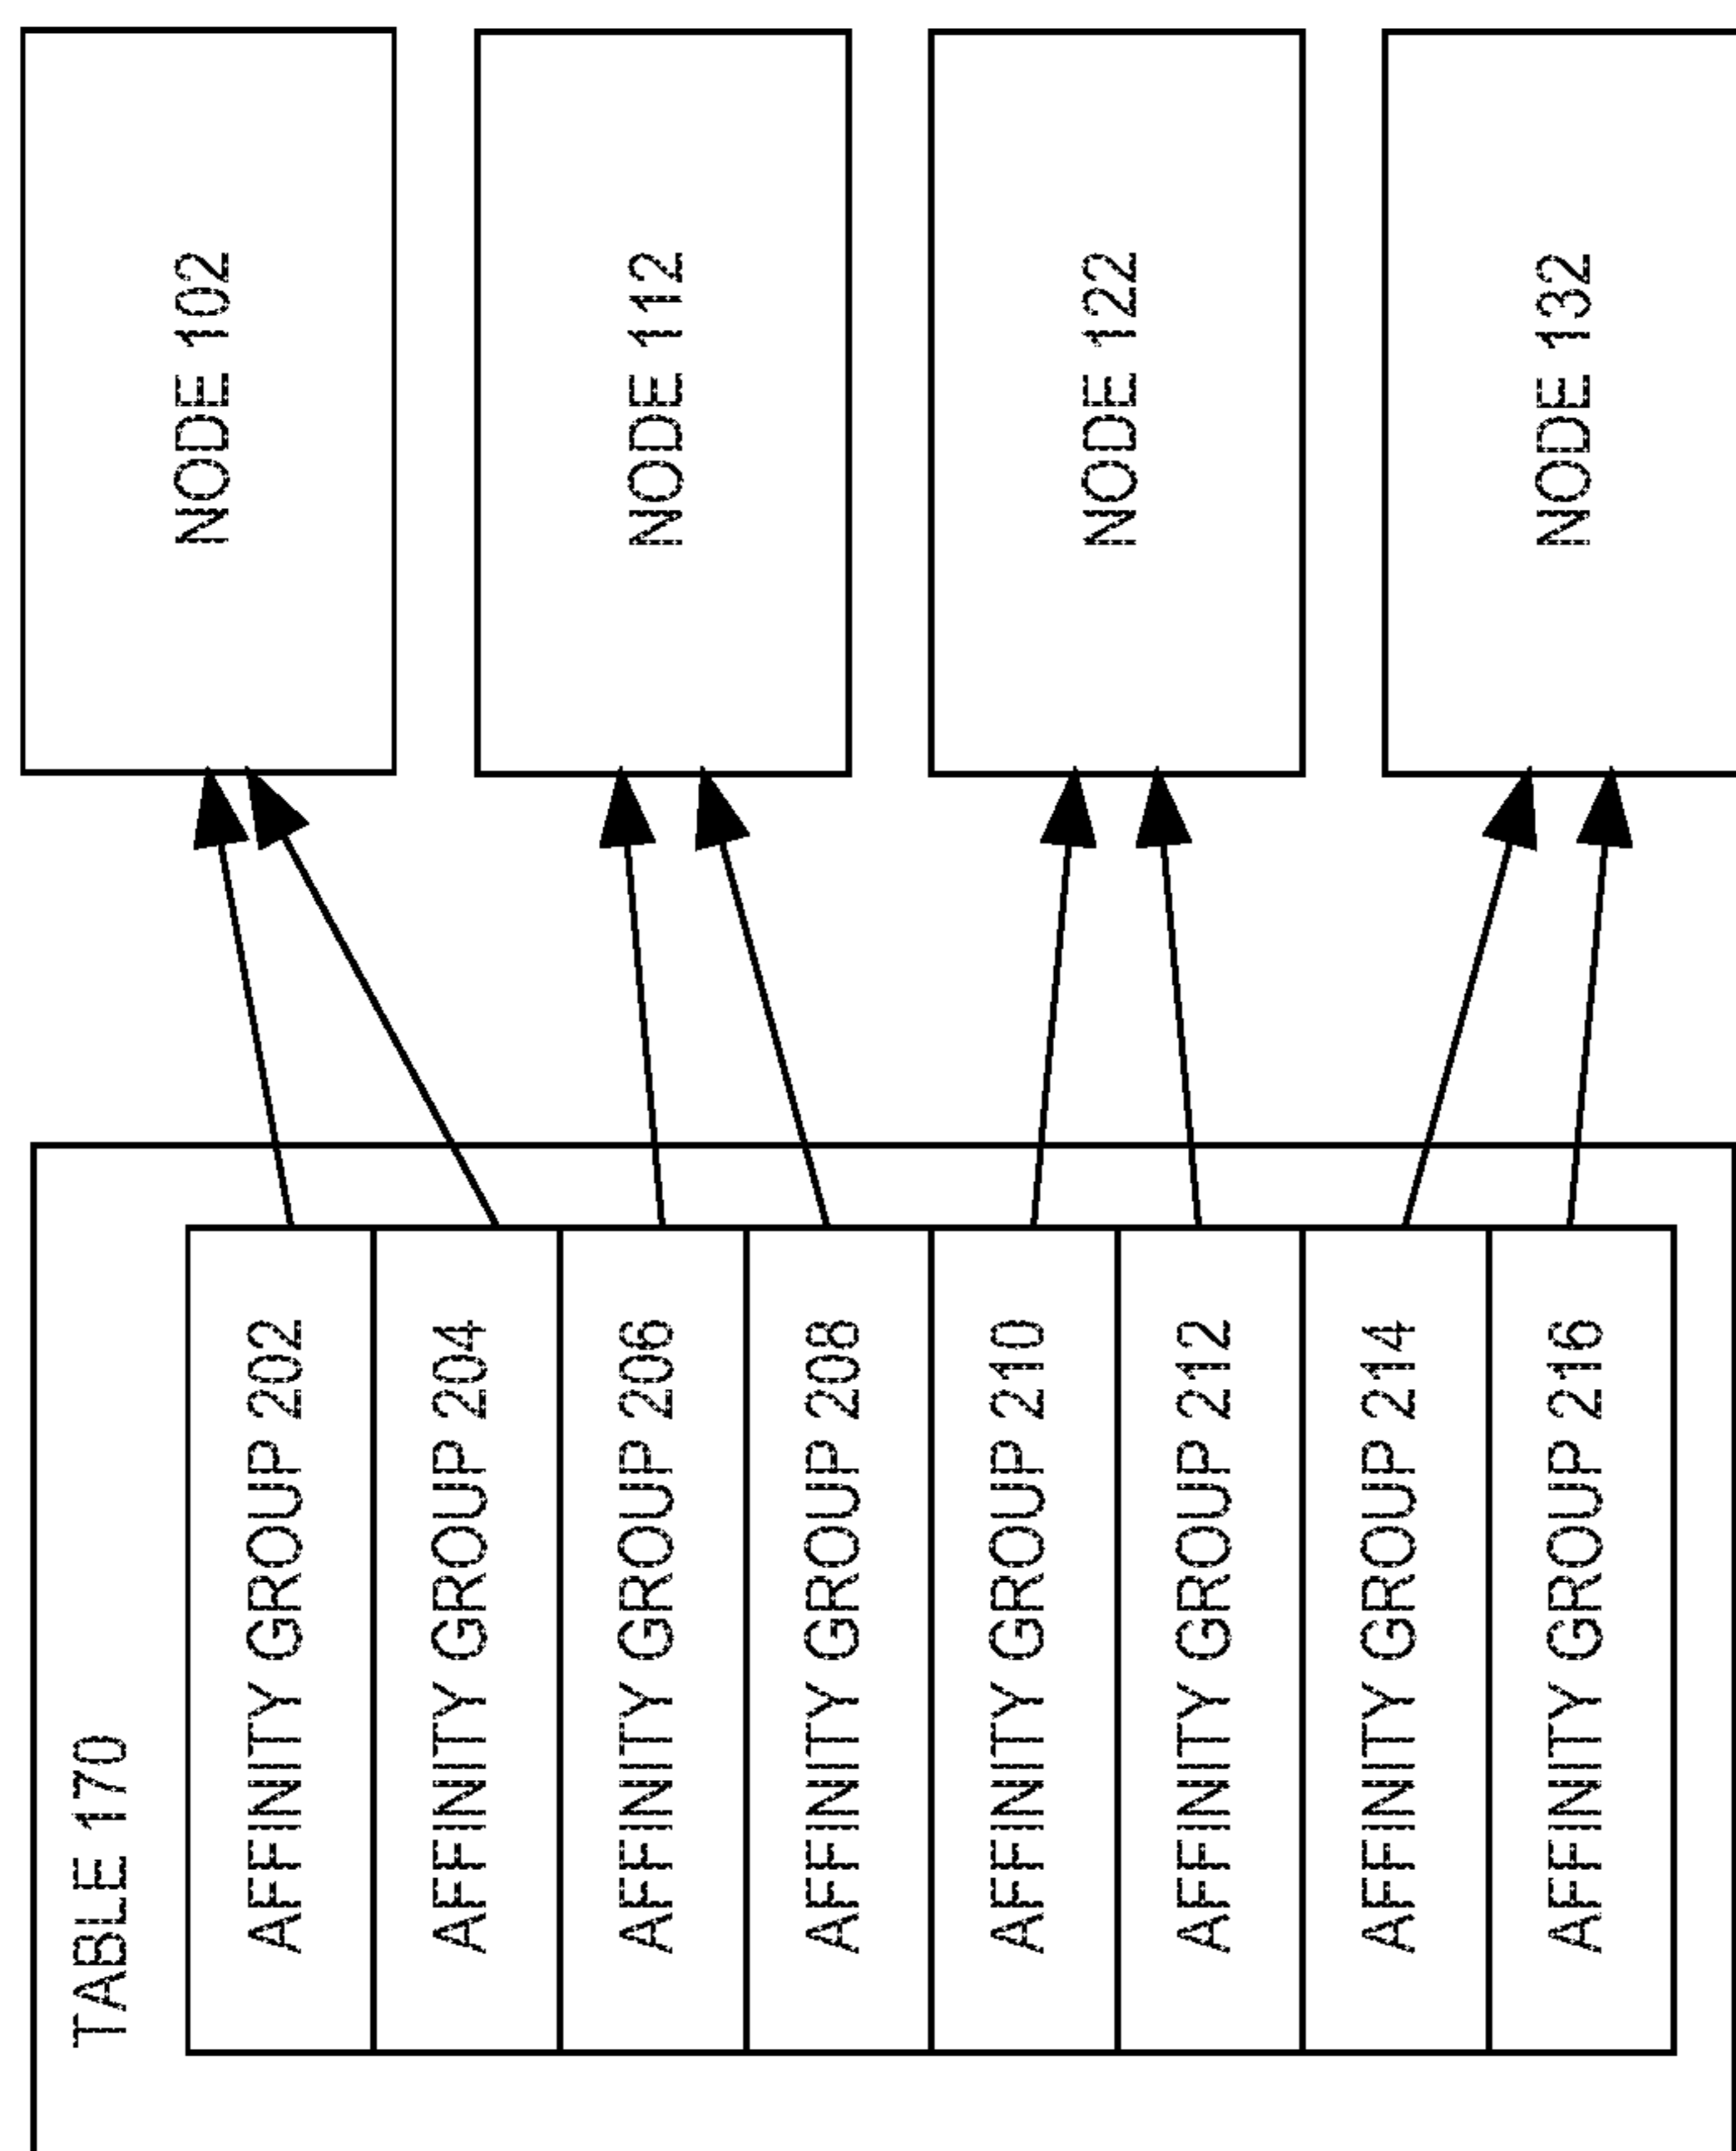 TABLE 170
AFFINITY GROUP 202
AFFINITY GROUP 204
AFFINITY GROUP 206
AFFINITY GROUP 208
AFFINITY GROUP 210
AFFINITY GROUP 212
AFFINITY GROUP 214
AFFINITY GROUP 216
NODE 102
NODE 112
NODE 122
NODE 132